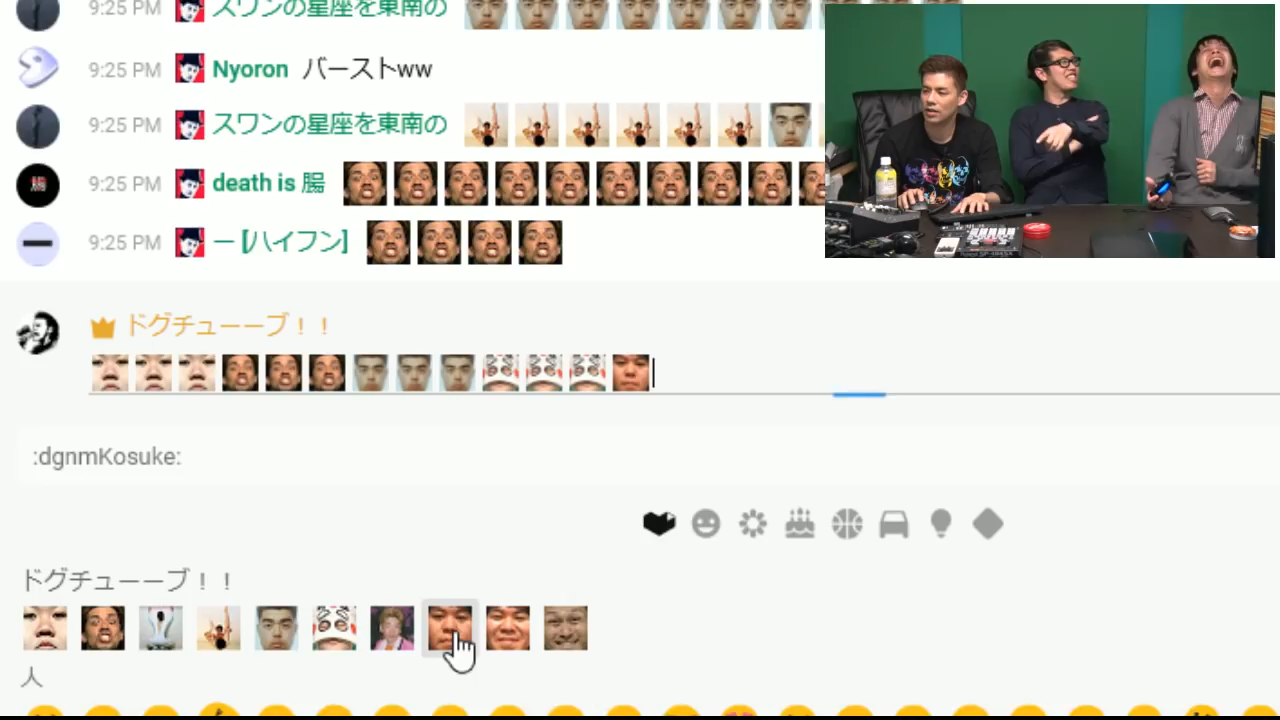 9:25 PM スワンの星座を東南の
9:25 PM Nyoron バーストww
9:25 PM スワンの星座を東南の
9:25 PM death is 腸
9:25 PM ー [ハイフン]
ドグチューーブ！！
:dgnmKosuke:
ドグチューーブ！！
人